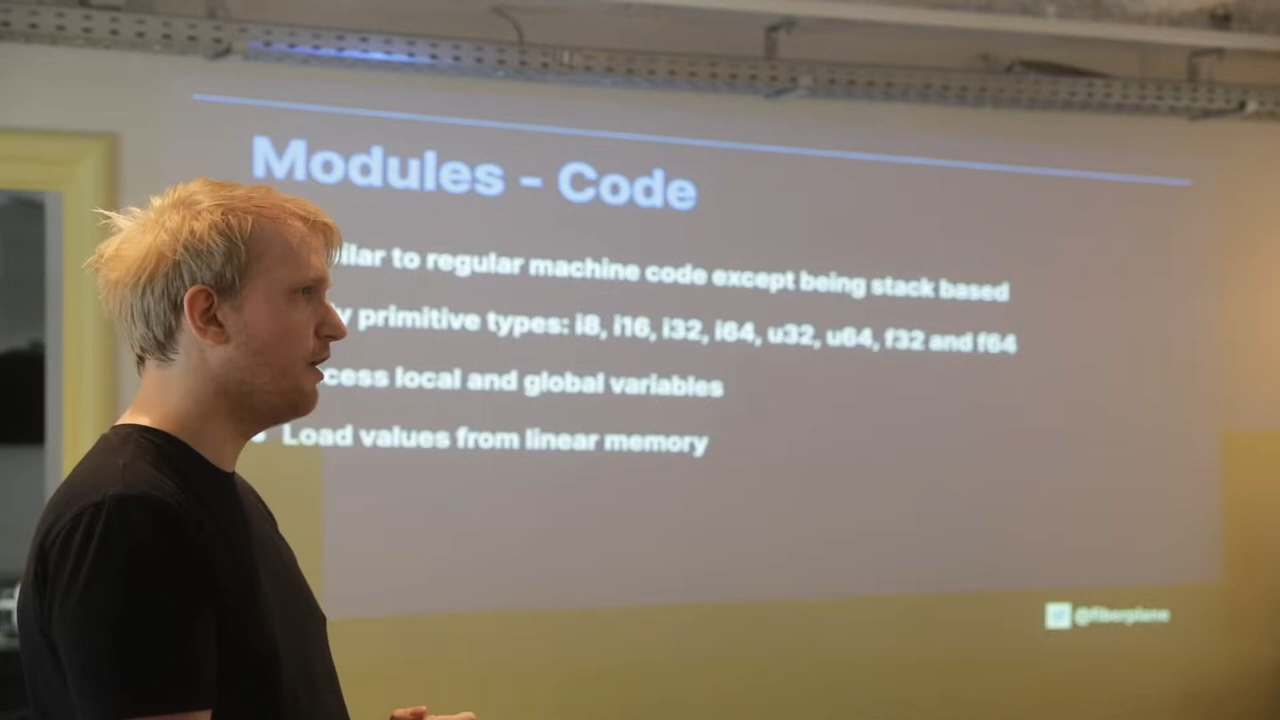 Modules - Code
ilar to regular machine code except being stack based
y primitive types: i8, i16, i32, i64, u32, u64, f32 and f64
cess local and global variables
Load values from linear memory
@fiberplane